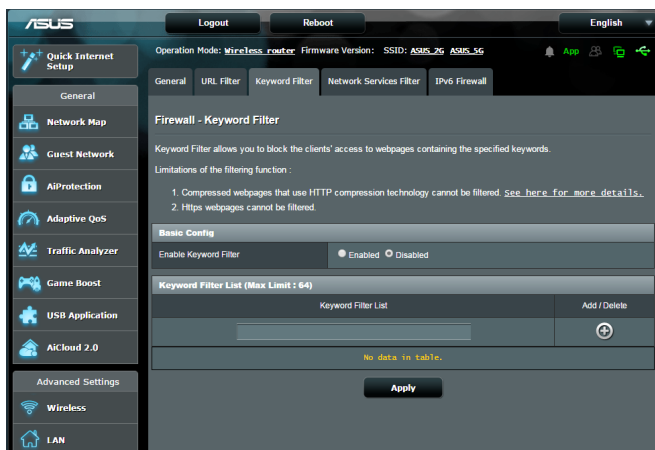 ASUS
Logout
Reboot
English
Quick Internet Setup
Operation Mode: Wireless router Firmware Version: SSID: ASUS_2G ASUS_5G
App
General
URL Filter
Keyword Filter
Network Services Filter
IPv6 Firewall
General
Network Map
Guest Network
AiProtection
Adaptive QoS
Traffic Analyzer
Game Boost
USB Application
AiCloud 2.0
Advanced Settings
Wireless
LAN
Firewall - Keyword Filter
Keyword Filter allows you to block the clients' access to webpages containing the specified keywords.
Limitations of the filtering function :
1. Compressed webpages that use HTTP compression technology cannot be filtered. See here for more details.
2. Https webpages cannot be filtered.
Basic Config
Enable Keyword Filter
Enabled Disabled
Keyword Filter List (Max Limit : 64)
Keyword Filter List
Add / Delete
No data in table.
Apply